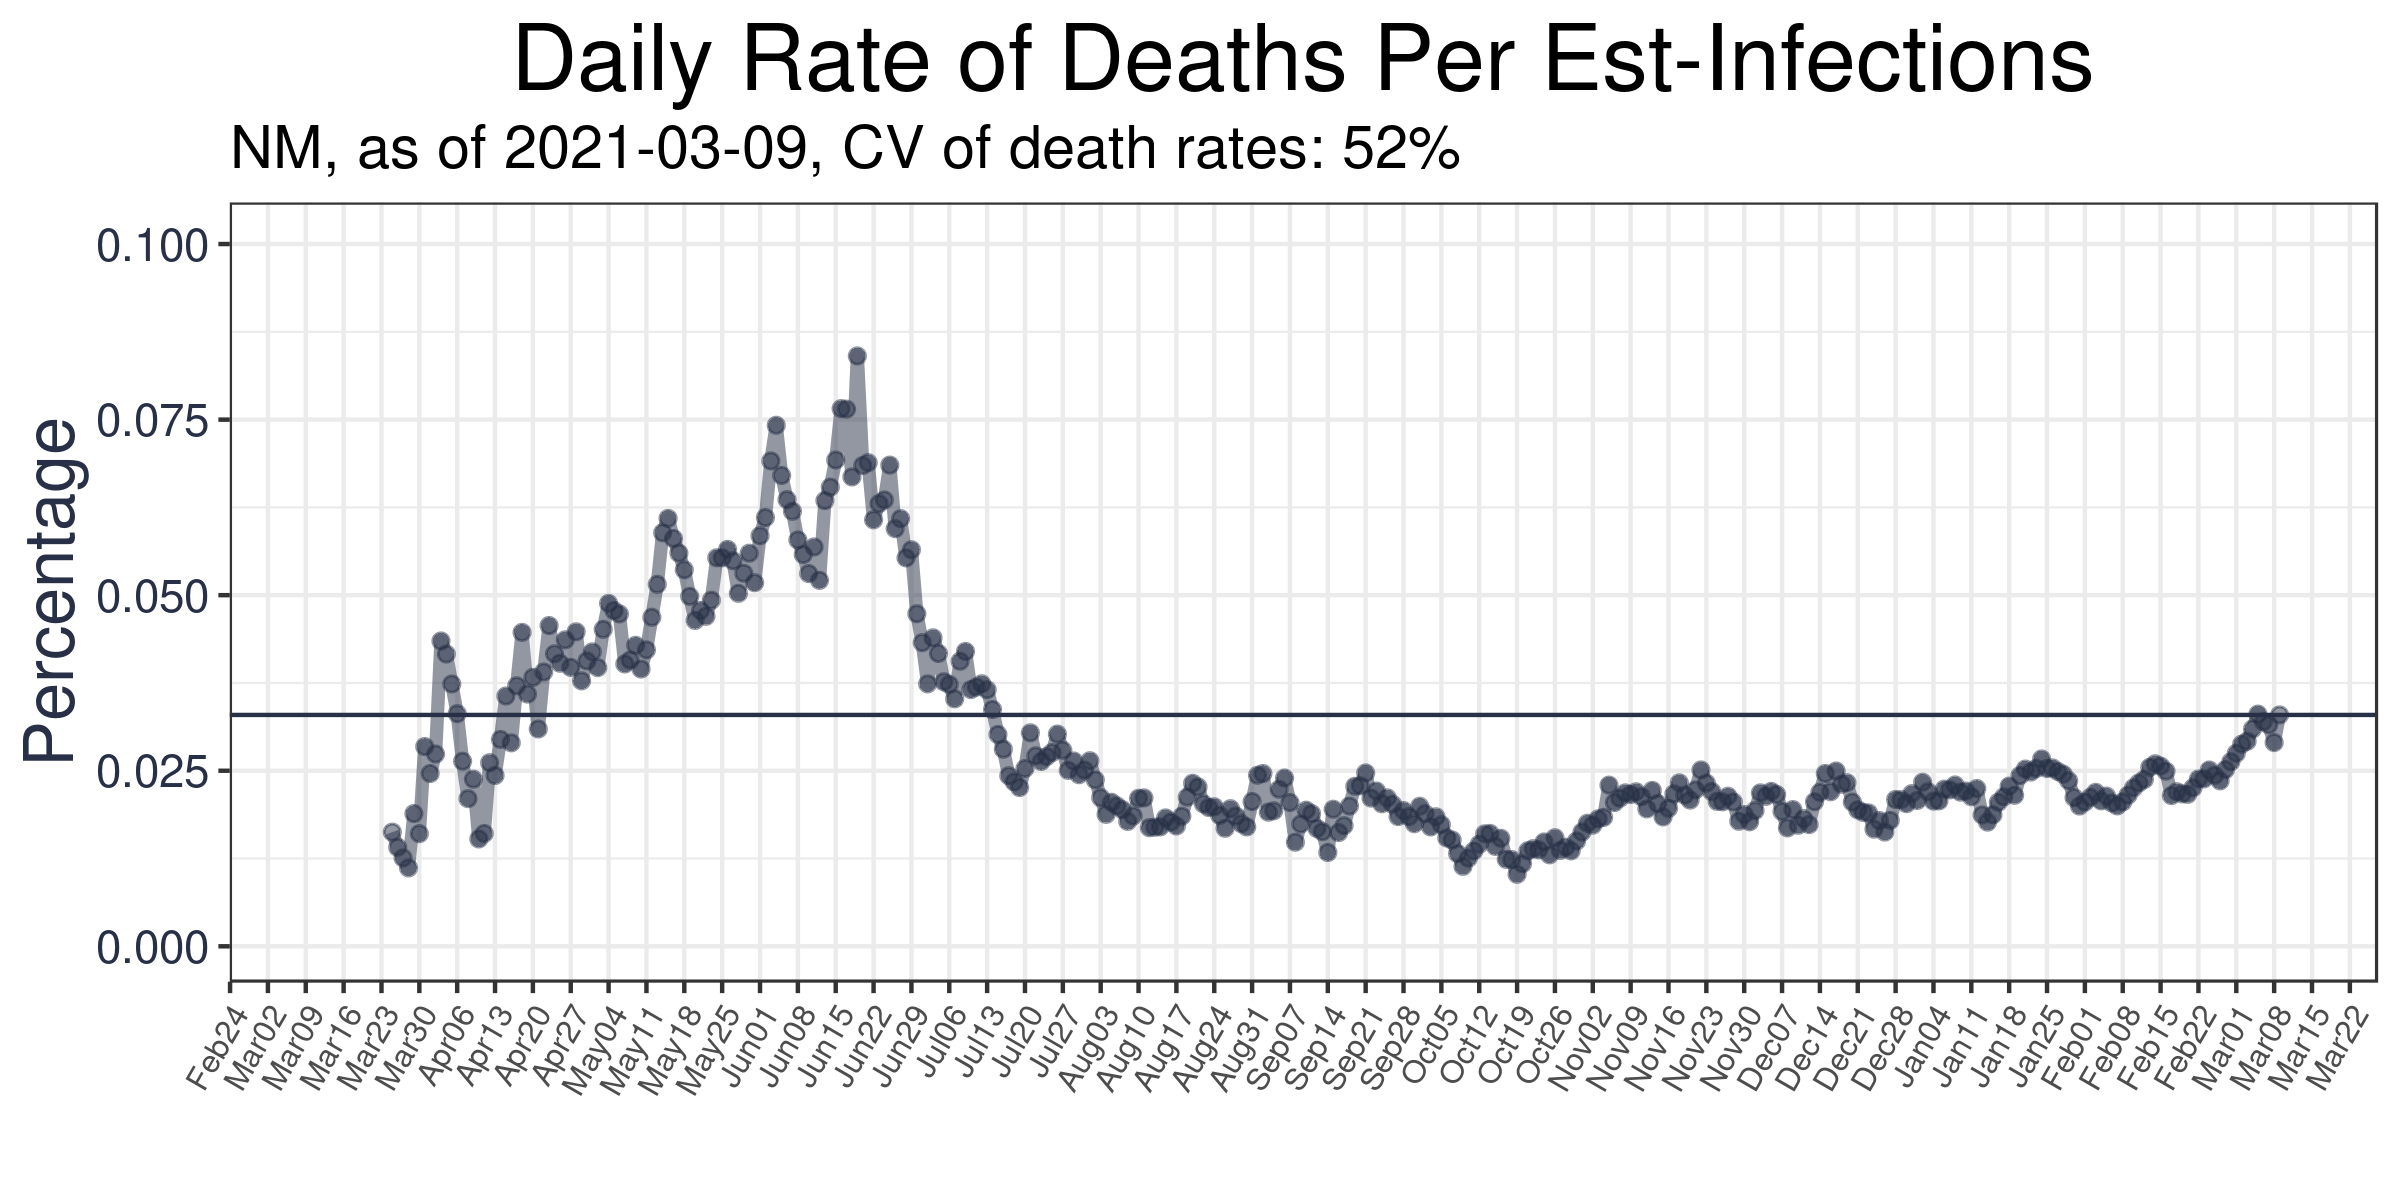 Daily Rate of Deaths Per Est-Infections
NM, as of 2021-03-09, CV of death rates: 52%
Percentage
0.100
0.075
0.050
0.025
0.000
Feb24
Mar02
Mar09
Mar16
Mar23
Mar30
Apr06
Apr13
Apr20
Apr27
May04
May11
May18
May25
Jun01
Jun08
Jun15
Jun22
Jun29
Jul06
Jul13
Jul20
Jul27
Aug03
Aug10
Aug17
Aug24
Aug31
Sep07
Sep14
Sep21
Sep28
Oct05
Oct12
Oct19
Oct26
Nov02
Nov09
Nov16
Nov23
Nov30
Dec07
Dec14
Dec21
Dec28
Jan04
Jan11
Jan18
Jan25
Feb01
Feb08
Feb15
Feb22
Mar01
Mar08
Mar15
Mar22